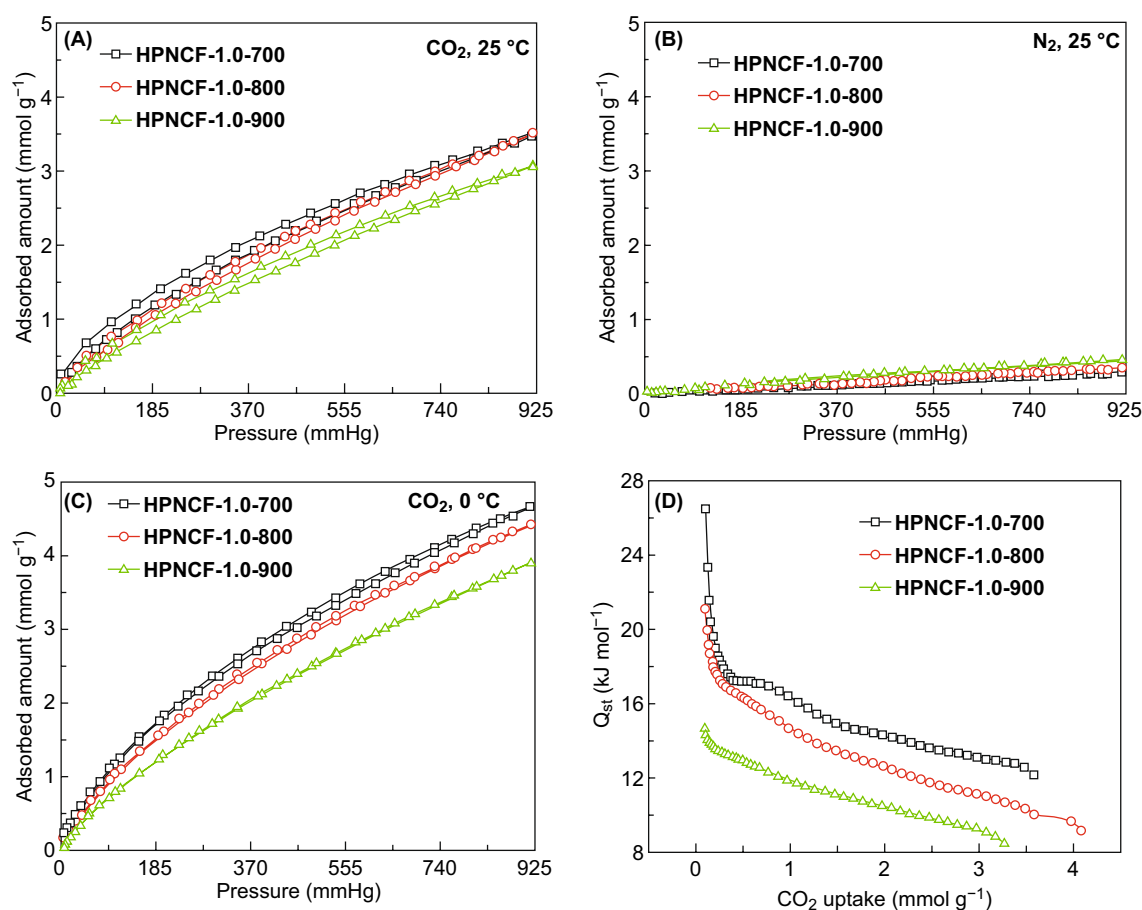 (A)
CO₂, 25 °C
HPNCF-1.0-700
HPNCF-1.0-800
HPNCF-1.0-900
Adsorbed amount (mmol g⁻¹)
5
4
3
2
1
0
0 185 370 555 740 925
Pressure (mmHg)
(B)
N₂, 25 °C
HPNCF-1.0-700
HPNCF-1.0-800
HPNCF-1.0-900
Adsorbed amount (mmol g⁻¹)
5
4
3
2
1
0
0 185 370 555 740 925
Pressure (mmHg)
(C)
CO₂, 0 °C
HPNCF-1.0-700
HPNCF-1.0-800
HPNCF-1.0-900
Adsorbed amount (mmol g⁻¹)
5
4
3
2
1
0
0 185 370 555 740 925
Pressure (mmHg)
(D)
HPNCF-1.0-700
HPNCF-1.0-800
HPNCF-1.0-900
Qst (kJ mol⁻¹)
28
24
20
16
12
8
0 1 2 3 4
CO₂ uptake (mmol g⁻¹)